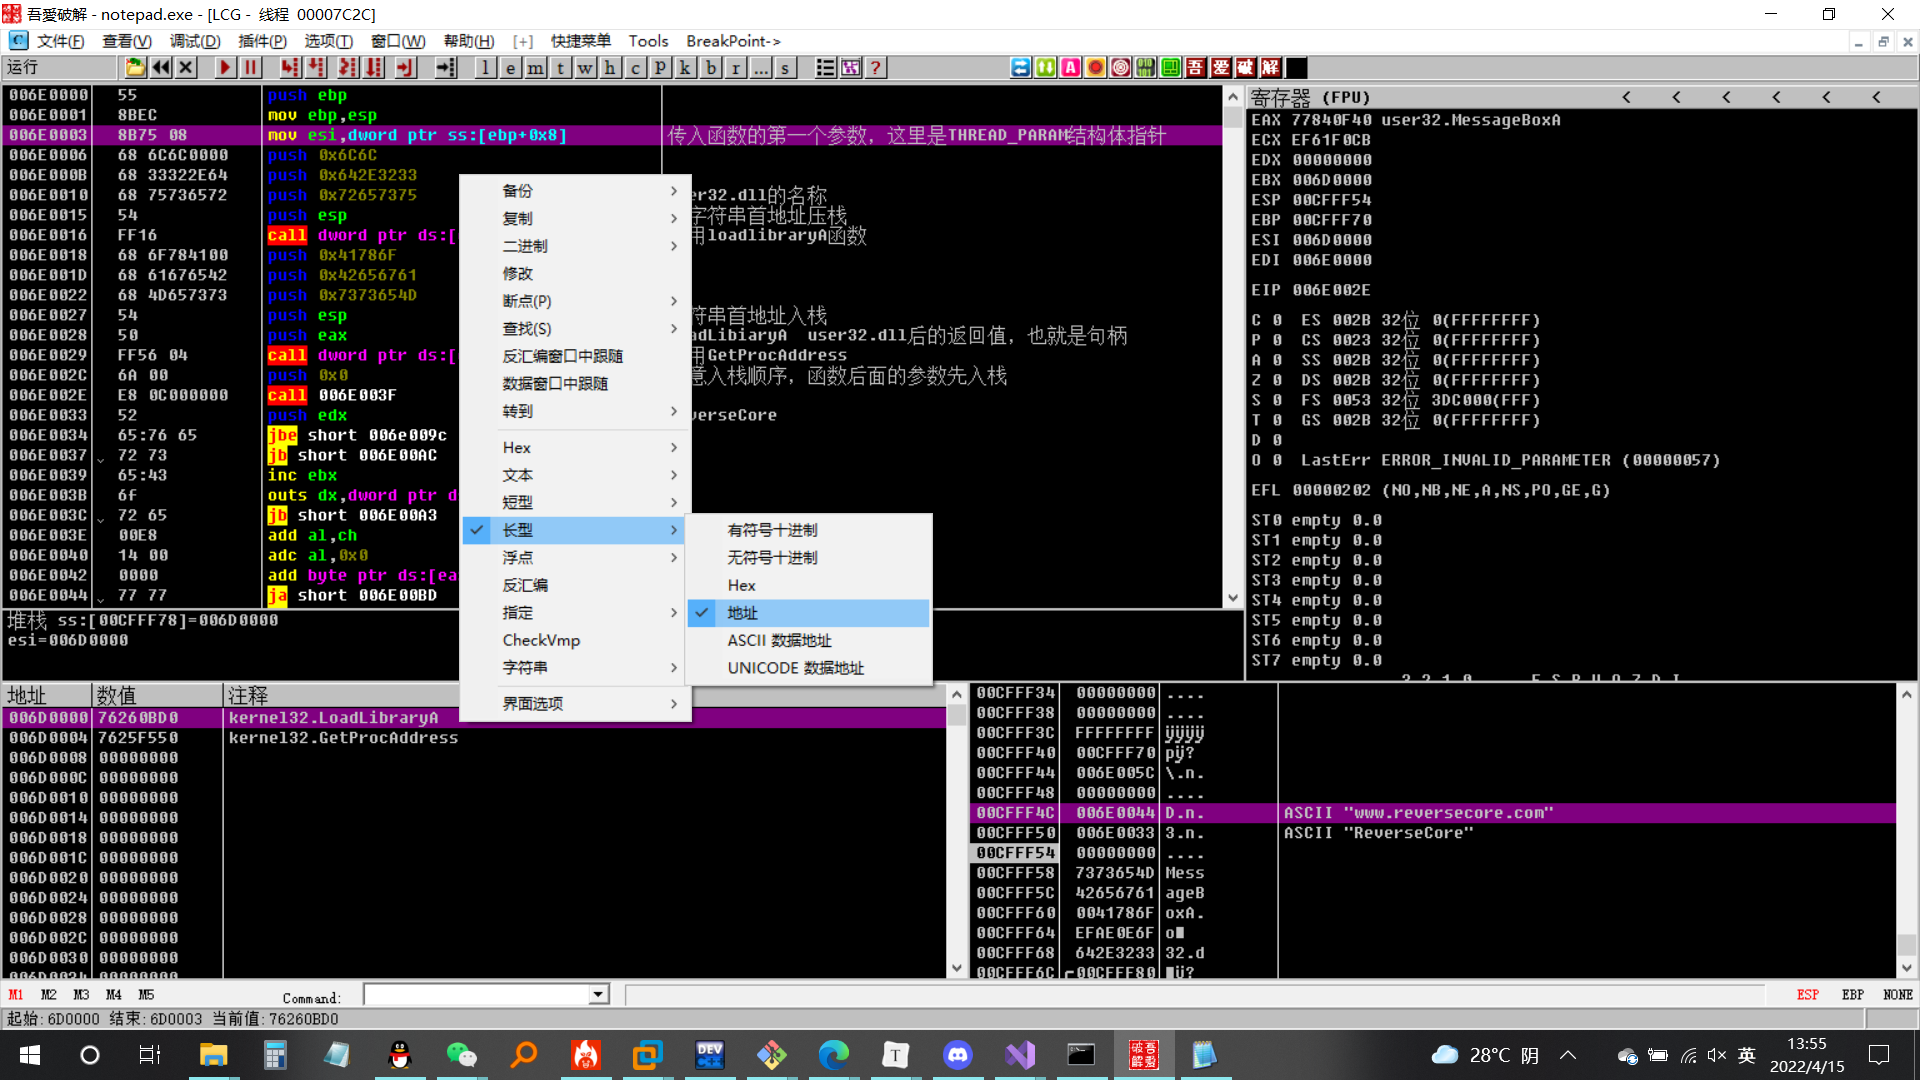 吾愛破解 - notepad.exe - [LCG - 线程 00007C2C]
文件(F) 查看(V) 调试(D) 插件(P) 选项(T) 窗口(W) 帮助(H) [+] 快捷菜单 Tools BreakPoint->
运行 l e m t w h c P k b r ... s ? 吾 爱 破 解
006E0000 55 push ebp
006E0001 8BEC mov ebp,esp
006E0003 8B75 08 mov esi,dword ptr ss:[ebp+0x8] 传入函数的第一个参数，这里是THREAD_PARAM结构体指针
006E0006 68 6C6C0000 push 0x6C6C
006E000B 68 33322E64 push 0x642E3233
006E0010 68 75736572 push 0x72657375 er32.dll的名称
006E0015 54 push esp 字符串首地址压栈
006E0016 FF16 call dword ptr ds:[ 用loadlibraryA函数
006E0018 68 6F784100 push 0x41786F
006E001D 68 61676542 push 0x42656761
006E0022 68 4D657373 push 0x7373654D
006E0027 54 push esp 符串首地址入栈
006E0028 50 push eax adLibiaryA user32.dll后的返回值，也就是句柄
006E0029 FF56 04 call dword ptr ds:[ 用GetProcAddress
006E002C 6A 00 push 0x0 意入栈顺序，函数后面的参数先入栈
006E002E E8 0C000000 call 006E003F
006E0033 52 push edx verseCore
006E0034 65:76 65 jbe short 006e009c
006E0037 72 73 jb short 006E00AC
006E0039 65:43 inc ebx
006E003B 6f outs dx,dword ptr d
006E003C 72 65 jb short 006E00A3
006E003E 00E8 add al,ch
006E0040 14 00 adc al,0x0
006E0042 0000 add byte ptr ds:[ea
006E0044 77 77 ja short 006E00BD
堆栈 ss:[00CFFF78]=006D0000
esi=006D0000
备份
复制
二进制
修改
断点(P)
查找(S)
反汇编窗口中跟随
数据窗口中跟随
转到
Hex
文本
短型
长型
浮点
反汇编
指定
CheckVmp
字符串
界面选项
有符号十进制
无符号十进制
Hex
地址
ASCII 数据地址
UNICODE 数据地址
寄存器 (FPU) < < < < < <
EAX 77840F40 user32.MessageBoxA
ECX EF61F0CB
EDX 00000000
EBX 006D0000
ESP 00CFFF54
EBP 00CFFF70
ESI 006D0000
EDI 006E0000
EIP 006E002E
C 0 ES 002B 32位 0(FFFFFFFF)
P 0 CS 0023 32位 0(FFFFFFFF)
A 0 SS 002B 32位 0(FFFFFFFF)
Z 0 DS 002B 32位 0(FFFFFFFF)
S 0 FS 0053 32位 3DC000(FFF)
T 0 GS 002B 32位 0(FFFFFFFF)
D 0
O 0 LastErr ERROR_INVALID_PARAMETER (00000057)
EFL 00000202 (NO,NB,NE,A,NS,PO,GE,G)
ST0 empty 0.0
ST1 empty 0.0
ST2 empty 0.0
ST3 empty 0.0
ST4 empty 0.0
ST5 empty 0.0
ST6 empty 0.0
ST7 empty 0.0
3 2 1 0 E S P U O Z D I
地址 数值 注释
006D0000 76260BD0 kernel32.LoadLibraryA
006D0004 7625F550 kernel32.GetProcAddress
006D0008 00000000
006D000C 00000000
006D0010 00000000
006D0014 00000000
006D0018 00000000
006D001C 00000000
006D0020 00000000
006D0024 00000000
006D0028 00000000
006D002C 00000000
006D0030 00000000
006D0034 00000000
00CFFF34 00000000 ....
00CFFF38 00000000 ....
00CFFF3C FFFFFFFF ÿÿÿÿ
00CFFF40 00CFFF70 pÿ?
00CFFF44 006E005C \.n.
00CFFF48 00000000 ....
00CFFF4C 006E0044 D.n. ASCII "www.reversecore.com"
00CFFF50 006E0033 3.n. ASCII "ReverseCore"
00CFFF54 00000000 ....
00CFFF58 7373654D Mess
00CFFF5C 42656761 ageB
00CFFF60 0041786F oxA.
00CFFF64 EFAE0E6F o
00CFFF68 642E3233 32.d
00CFFF6C 00CFFF80 ÿ?
M1 M2 M3 M4 M5 Command: ESP EBP NONE
起始:6D0000 结束:6D0003 当前值:76260BD0
DEV C++ T 吾爱破解 28°C 阴 英 13:55
2022/4/15